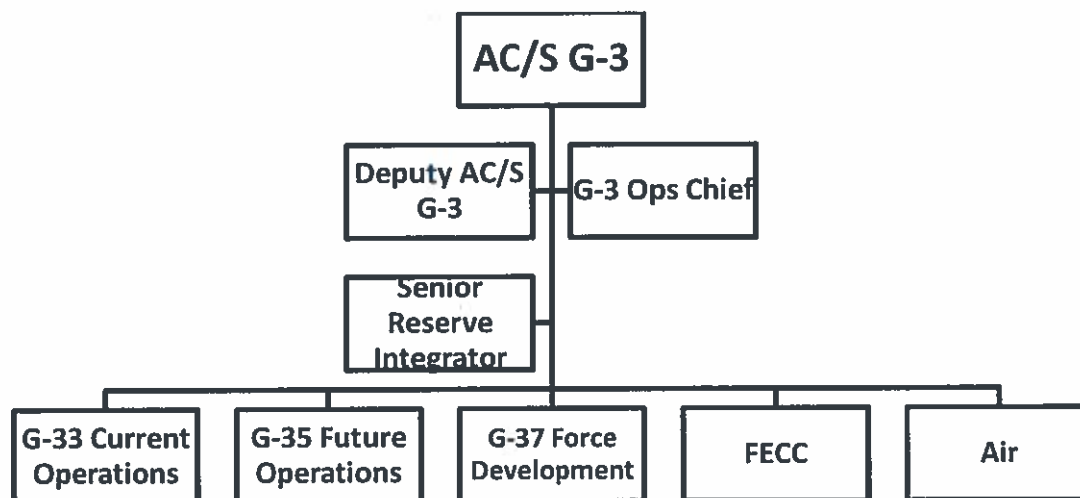 AC/S G-3
Deputy AC/S
G-3
G-3 Ops Chief
Senior
Reserve
Integrator
G-33 Current
Operations
G-35 Future
Operations
G-37 Force
Development
FECC
Air